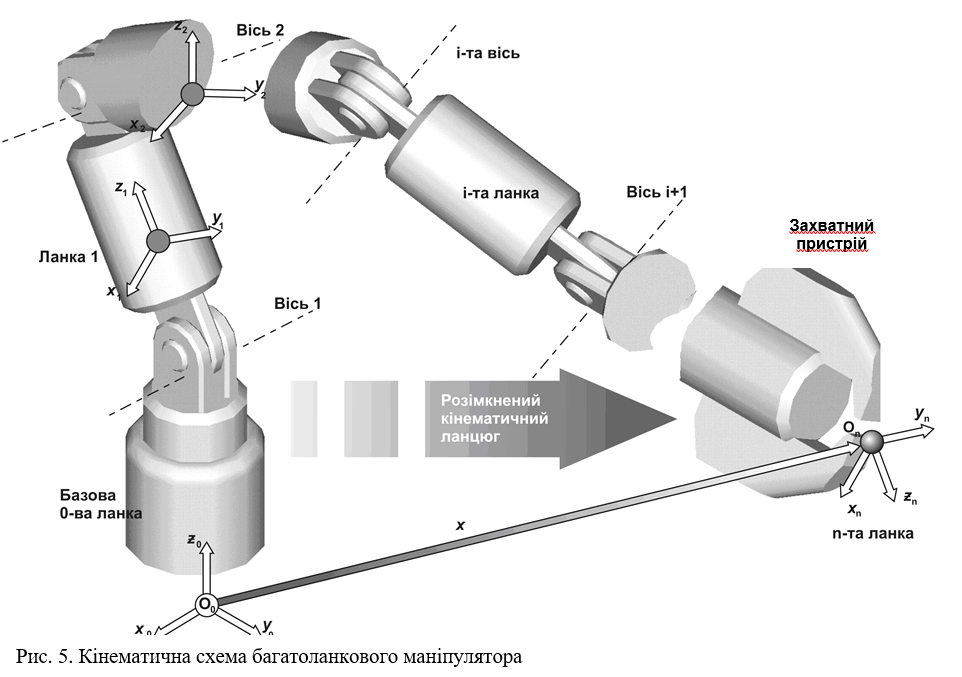 z2
Вісь 2
y2
x2
i-та вісь
z1
y1
Ланка 1
x1
i-та ланка
Вісь i+1
Захватний
пристрій
Вісь 1
Розімкнений
кінематичний
ланцюг
Базова
0-ва ланка
z0
O0
x0
y0
x
On
yn
xn
zn
n-та ланка
Рис. 5. Кінематична схема багатоланкового маніпулятора